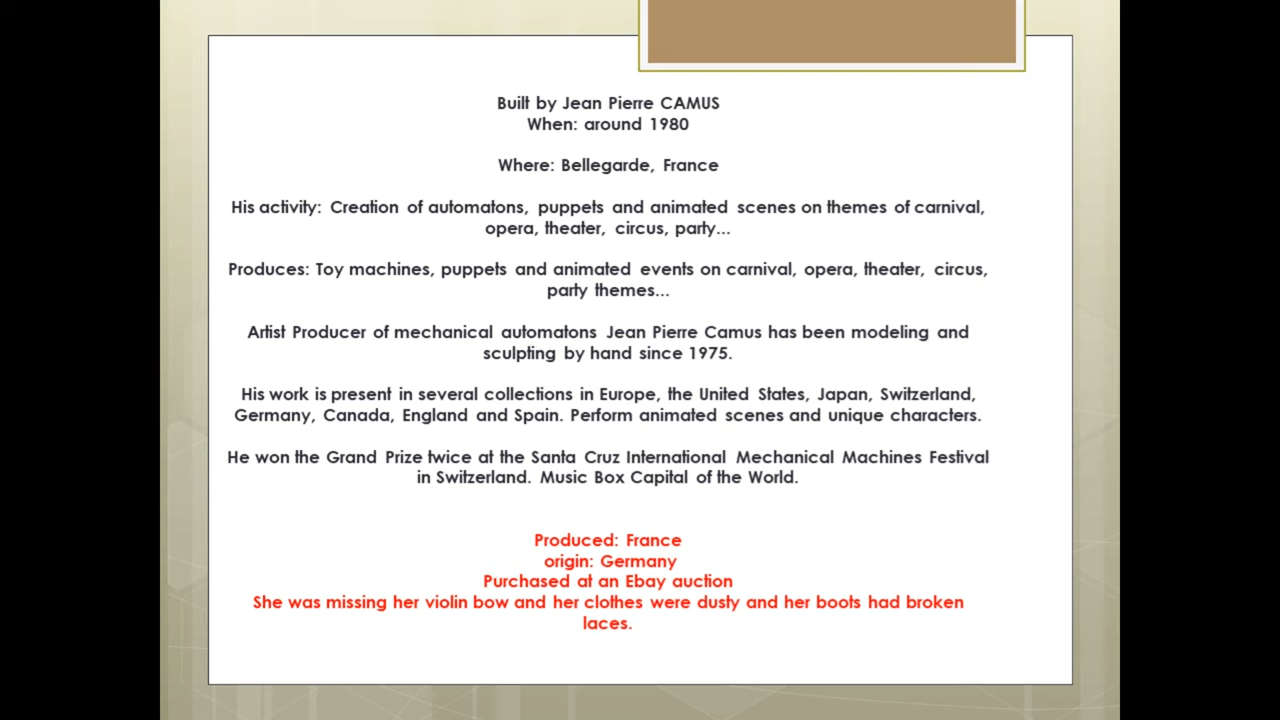 Built by Jean Pierre CAMUS
When: around 1980
Where: Bellegarde, France
His activity: Creation of automatons, puppets and animated scenes on themes of carnival,
opera, theater, circus, party...
Produces: Toy machines, puppets and animated events on carnival, opera, theater, circus,
party themes...
Artist Producer of mechanical automatons Jean Pierre Camus has been modeling and
sculpting by hand since 1975.
His work is present in several collections in Europe, the United States, Japan, Switzerland,
Germany, Canada, England and Spain. Perform animated scenes and unique characters.
He won the Grand Prize twice at the Santa Cruz International Mechanical Machines Festival
in Switzerland. Music Box Capital of the World.
Produced: France
origin: Germany
Purchased at an Ebay auction
She was missing her violin bow and her clothes were dusty and her boots had broken
laces.